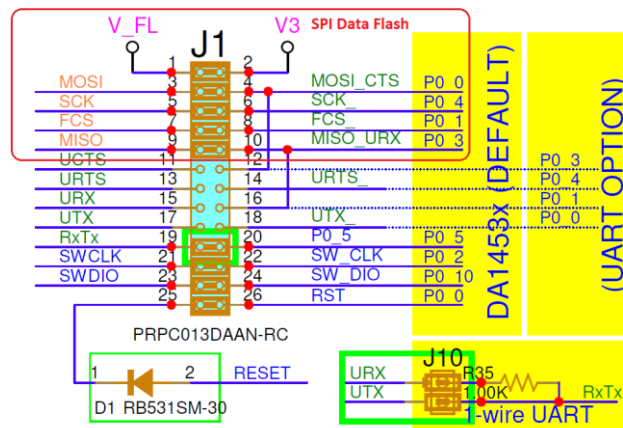 V_FL J1 V3 SPI Data Flash
1 2
MOSI 3 4 MOSI_CTS P0_0
SCK 5 6 SCK_ P0_4
FCS 7 8 FCS_ P0_1
MISO 9 10 MISO_URX P0_3
UCTS 11 12 P0_3
URTS 13 14 URTS_ P0_4
URX 15 16 P0_1
UTX 17 18 UTX_ P0_0
RxTx 19 20 P0_5 P0_5
SWCLK 21 22 SW_CLK P0_2
SWDIO 23 24 SW_DIO P0_10
25 26 RST P0_0
DA1453x (DEFAULT)
(UART OPTION)
PRPC013DAAN-RC
1 2 RESET
D1 RB531SM-30
J10
URX R35
UTX 1.00K RxTx
1-wire UART